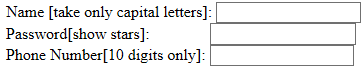 Name [take only capital letters]:
Password[show stars]:
Phone Number[10 digits only]: